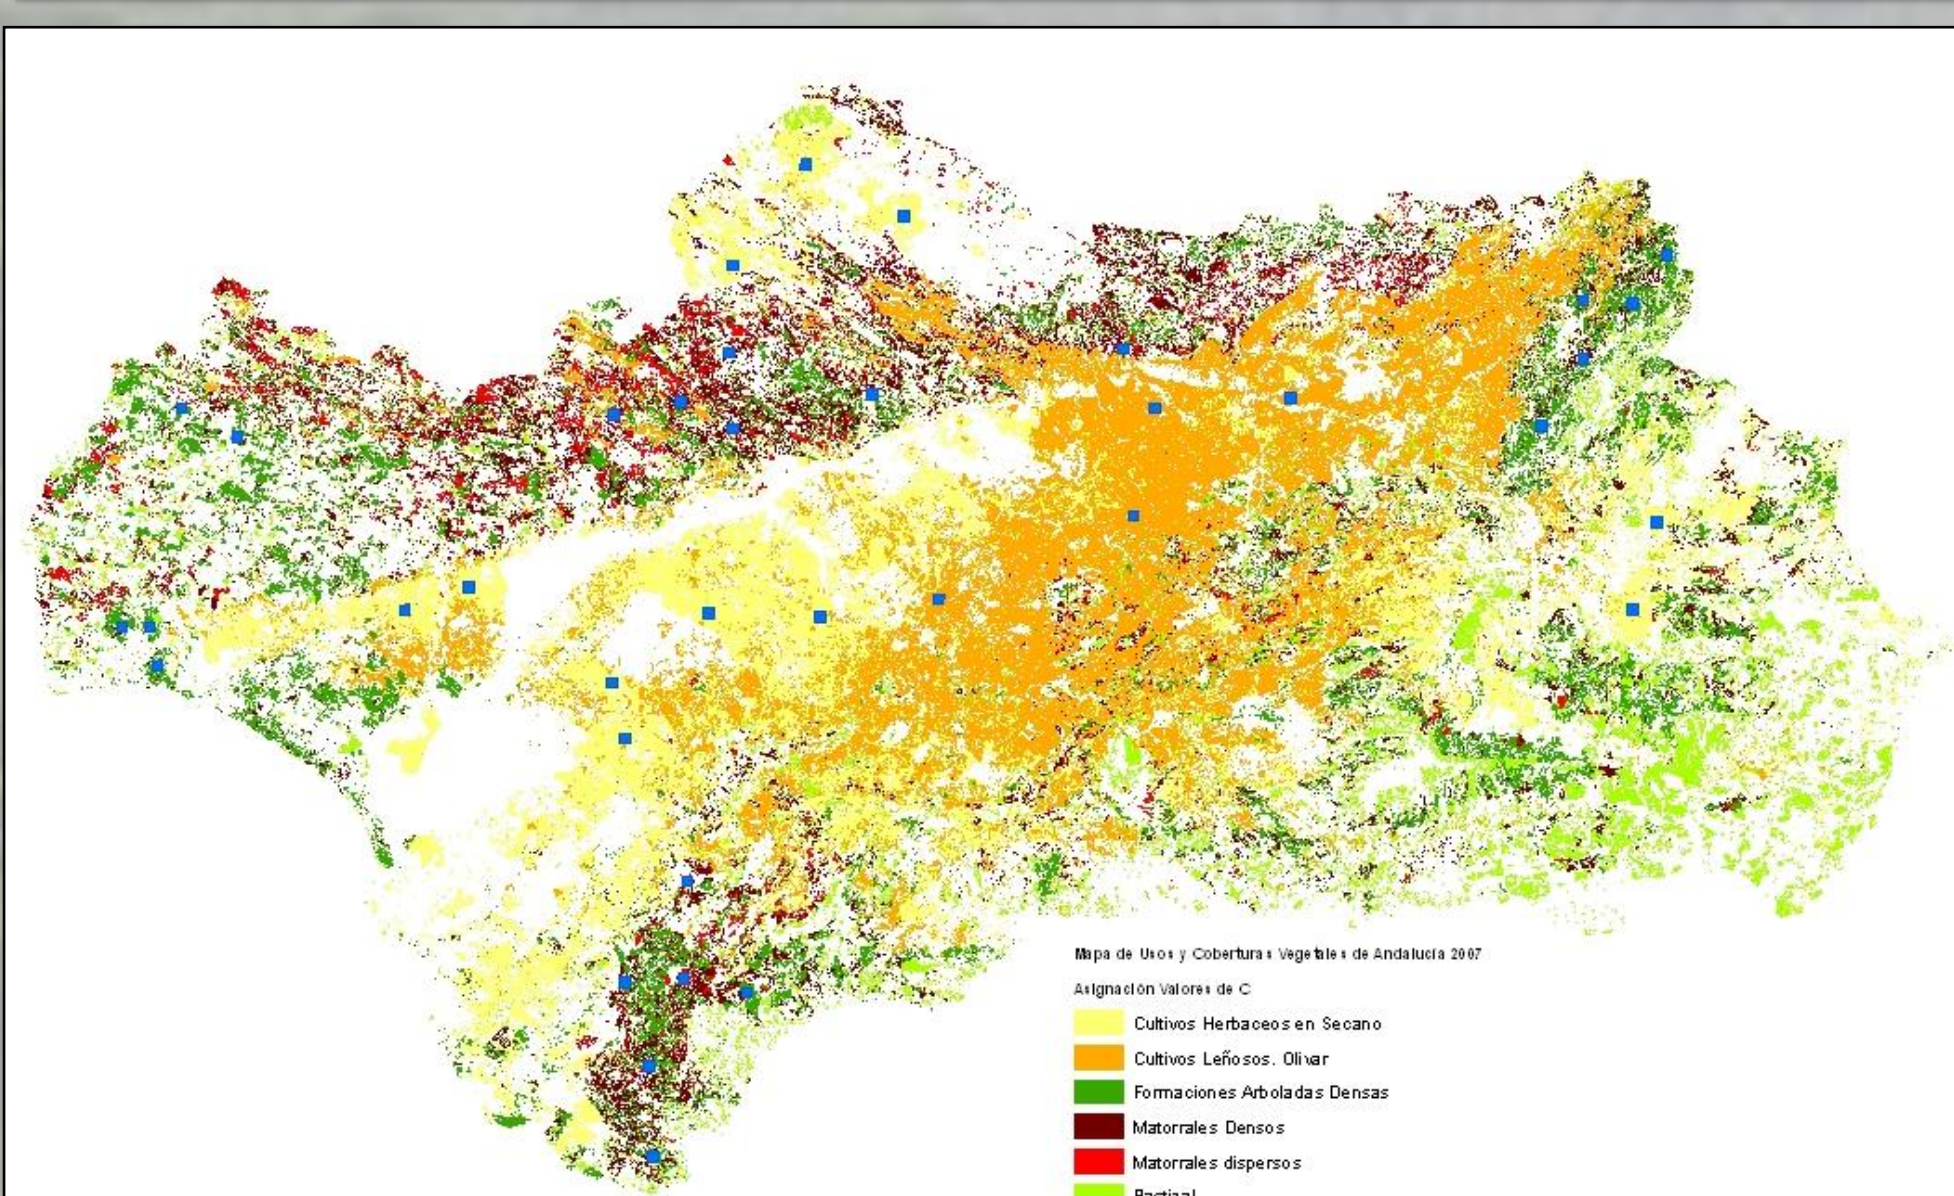 Mapa de Usos y Coberturas Vegetales de Andalucía 2007
Asignación Valores de C
Cultivos Herbaceos en Secano
Cultivos Leñosos. Olivar
Formaciones Arboladas Densas
Matorrales Densos
Matorrales dispersos
Pastizal